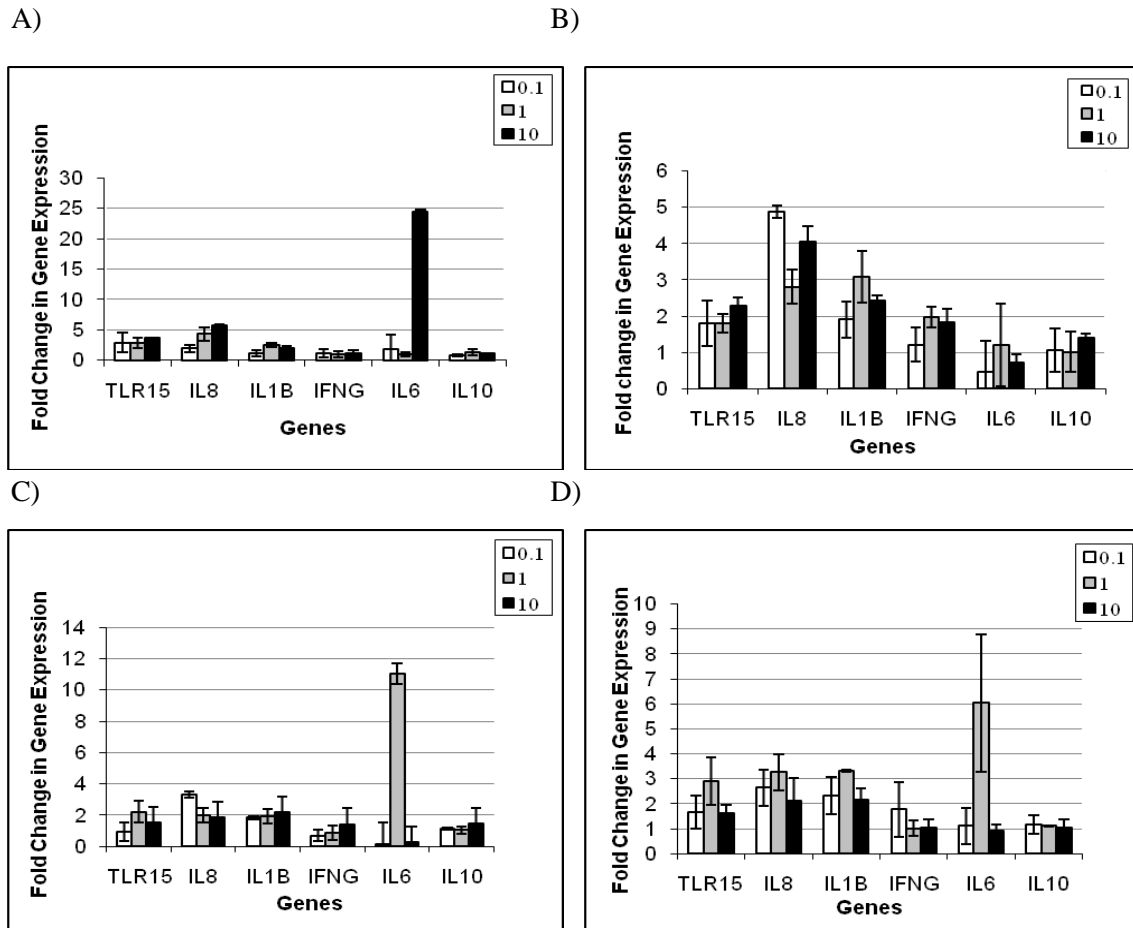 A)
B)
0.1
1
10
Fold Change in Gene Expression
30
25
20
15
10
5
0
TLR15 IL8 IL1B IFNG IL6 IL10
Genes
0.1
1
10
Fold change in Gene Expression
6
5
4
3
2
1
0
TLR15 IL8 IL1B IFNG IL6 IL10
Genes
C)
D)
0.1
1
10
Fold Change in Gene Expression
14
12
10
8
6
4
2
0
TLR15 IL8 IL1B IFNG IL6 IL10
Genes
0.1
1
10
Fold Change in Gene Expression
10
9
8
7
6
5
4
3
2
1
0
TLR15 IL8 IL1B IFNG IL6 IL10
Genes